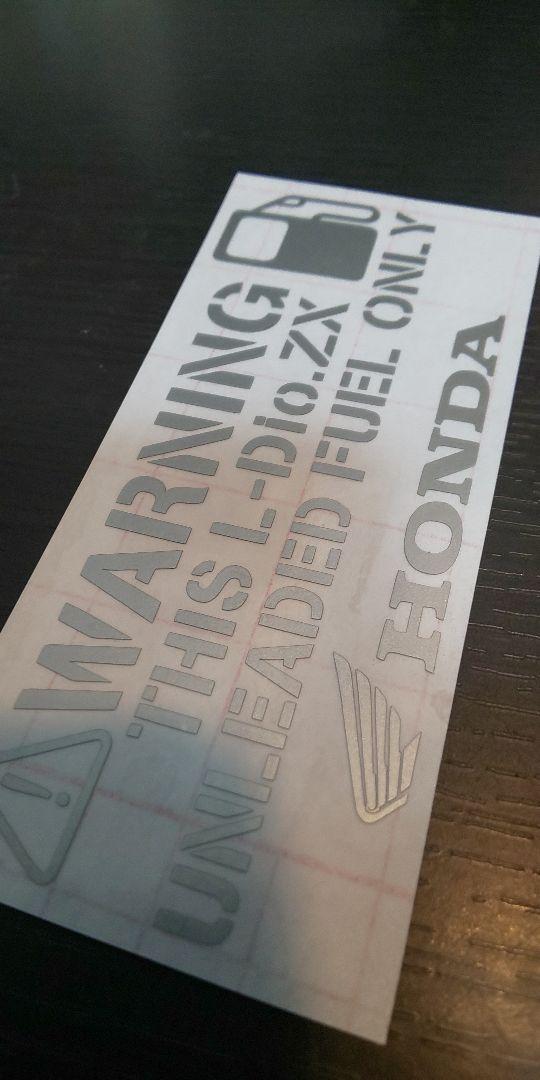 WARNING
THIS L-Dio.ZX
UNLEADED FUEL ONLY
HONDA